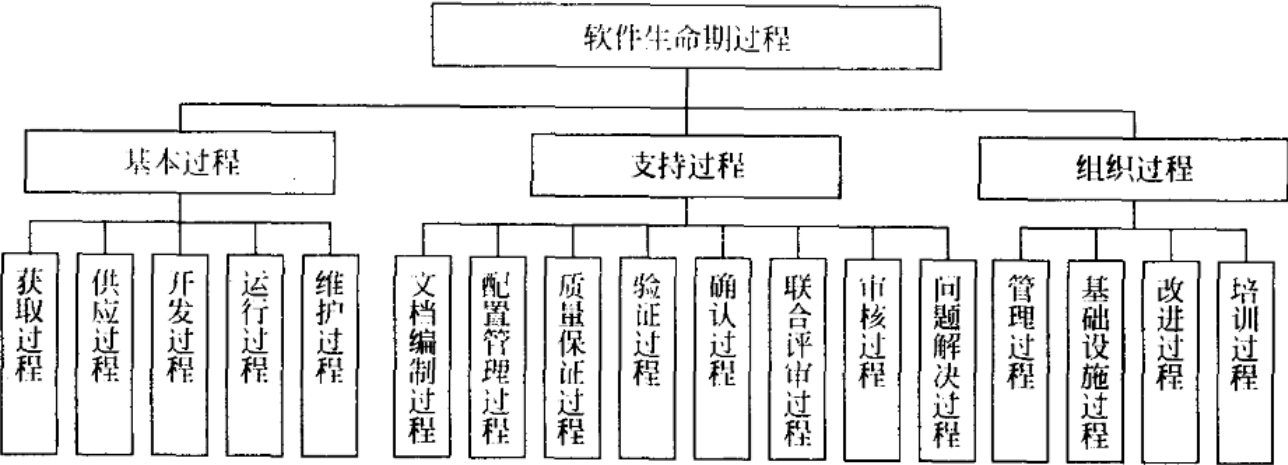 软件生命期过程
基本过程
支持过程
组织过程
获取过程
供应过程
开发过程
运行过程
维护过程
文档编制过程
配置管理过程
质量保证过程
验证过程
确认过程
联合评审过程
审核过程
问题解决过程
管理过程
基础设施过程
改进过程
培训过程